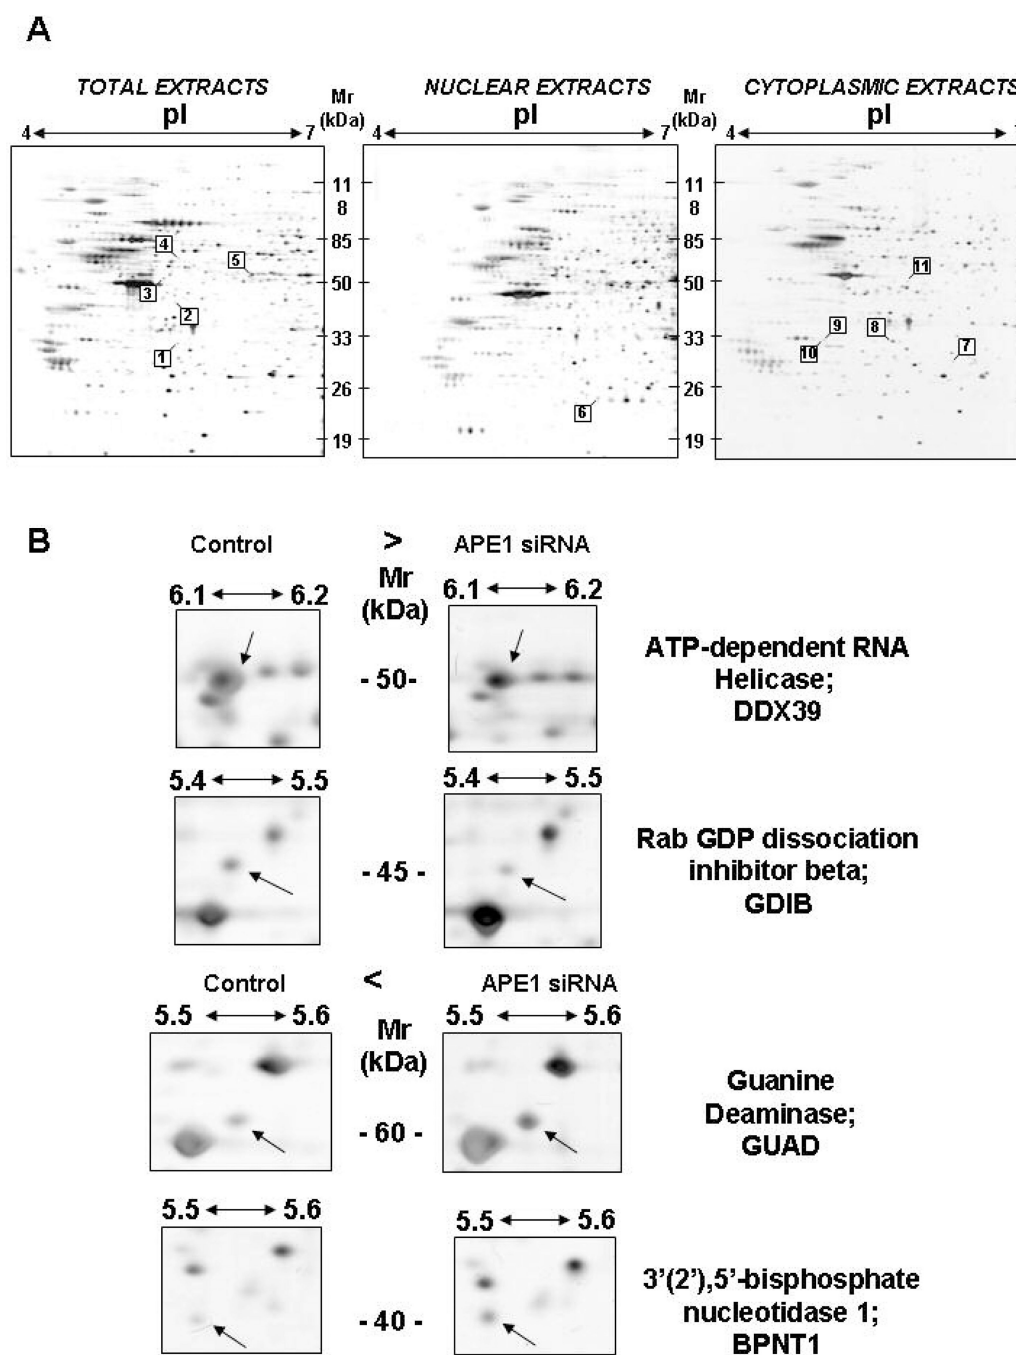 A
TOTAL EXTRACTS
NUCLEAR EXTRACTS
CYTOPLASMIC EXTRACTS
pI
Mr
(kDa)
pI
Mr
(kDa)
pI
4
7
4
7
4
11
8
85
50
33
26
19
11
8
85
50
33
26
19
4
5
3
2
1
6
11
9
8
10
7
B
Control
>
APE1 siRNA
Mr
(kDa)
6.1
6.2
6.1
6.2
- 50-
ATP-dependent RNA
Helicase;
DDX39
5.4
5.5
5.4
5.5
- 45 -
Rab GDP dissociation
inhibitor beta;
GDIB
Control
<
APE1 siRNA
5.5
5.6
Mr
(kDa)
5.5
5.6
- 60 -
Guanine
Deaminase;
GUAD
5.5
5.6
5.5
5.6
- 40 -
3'(2'),5'-bisphosphate
nucleotidase 1;
BPNT1